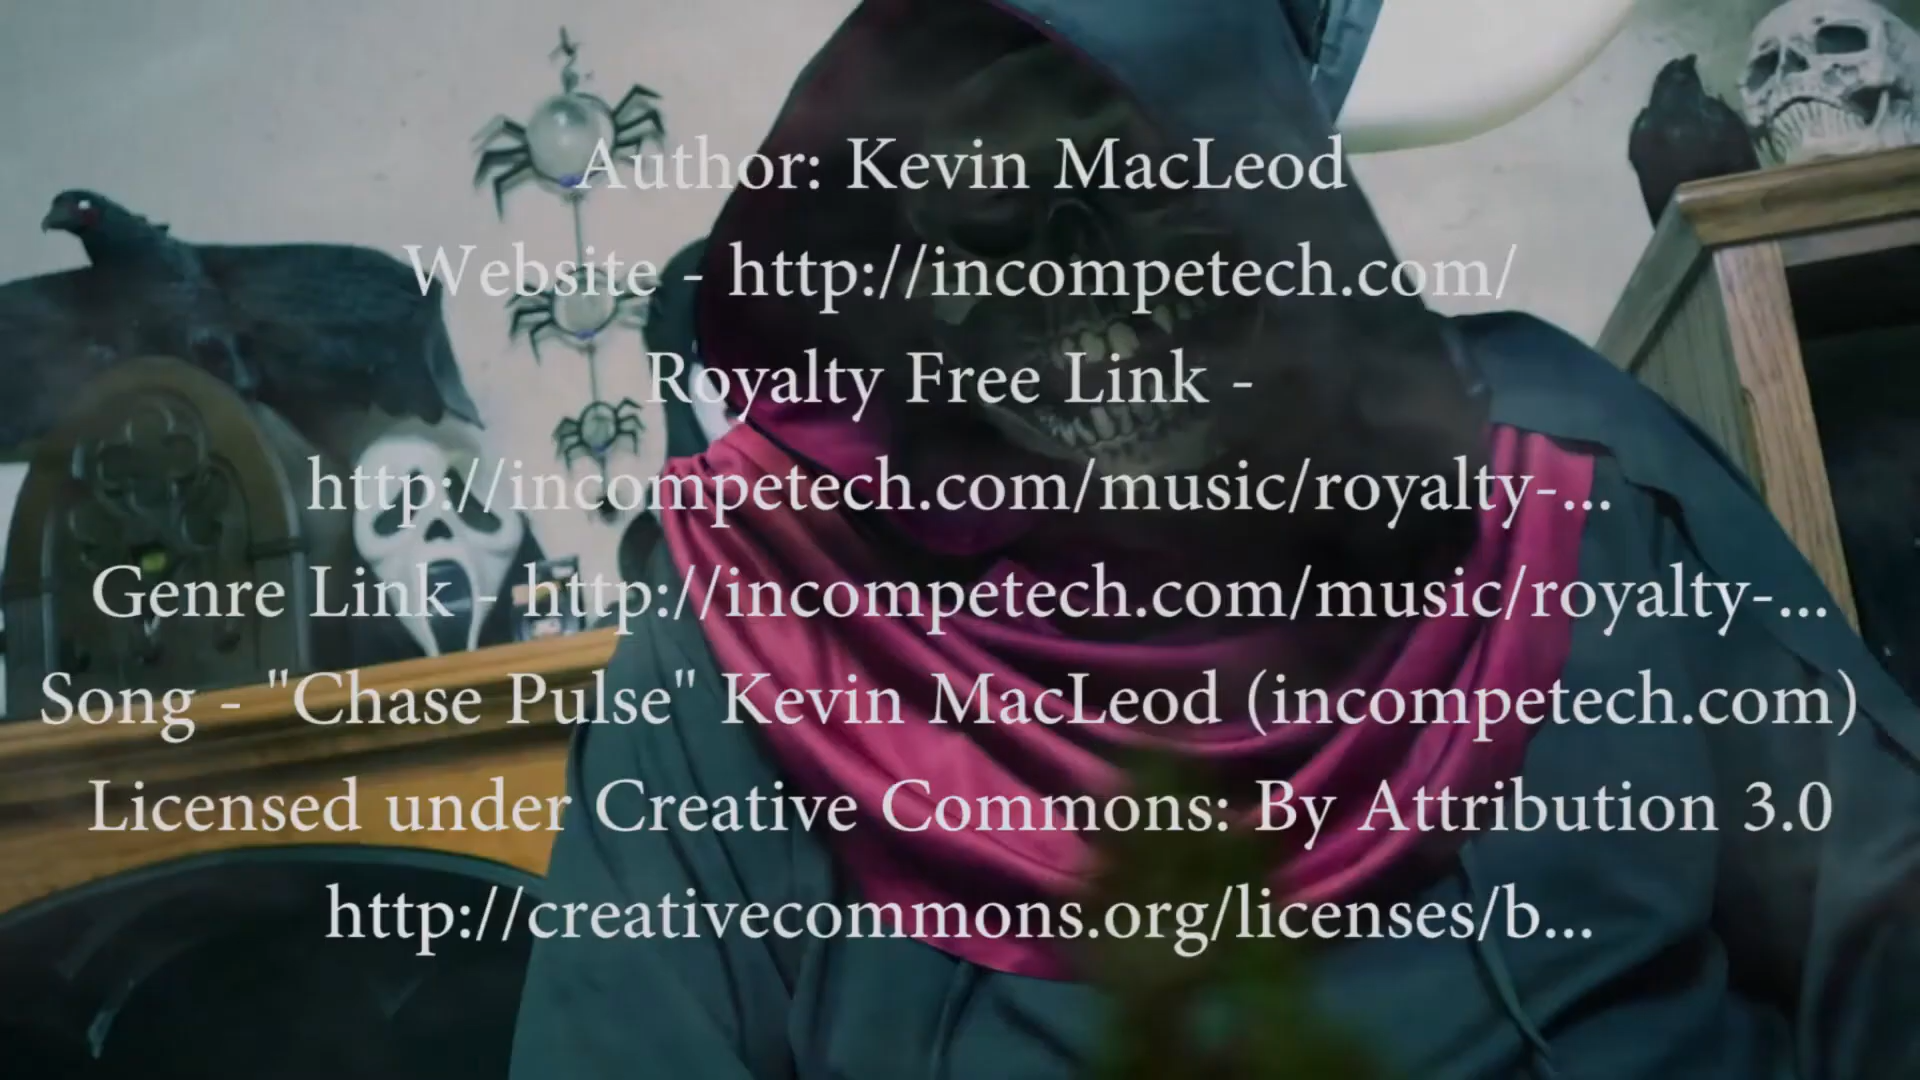 Author: Kevin MacLeod
Website - http://incompetech.com/
Royalty Free Link -
http://incompetech.com/music/royalty-...
Genre Link - http://incompetech.com/music/royalty-...
Song - "Chase Pulse" Kevin MacLeod (incompetech.com)
Licensed under Creative Commons: By Attribution 3.0
http://creativecommons.org/licenses/b...